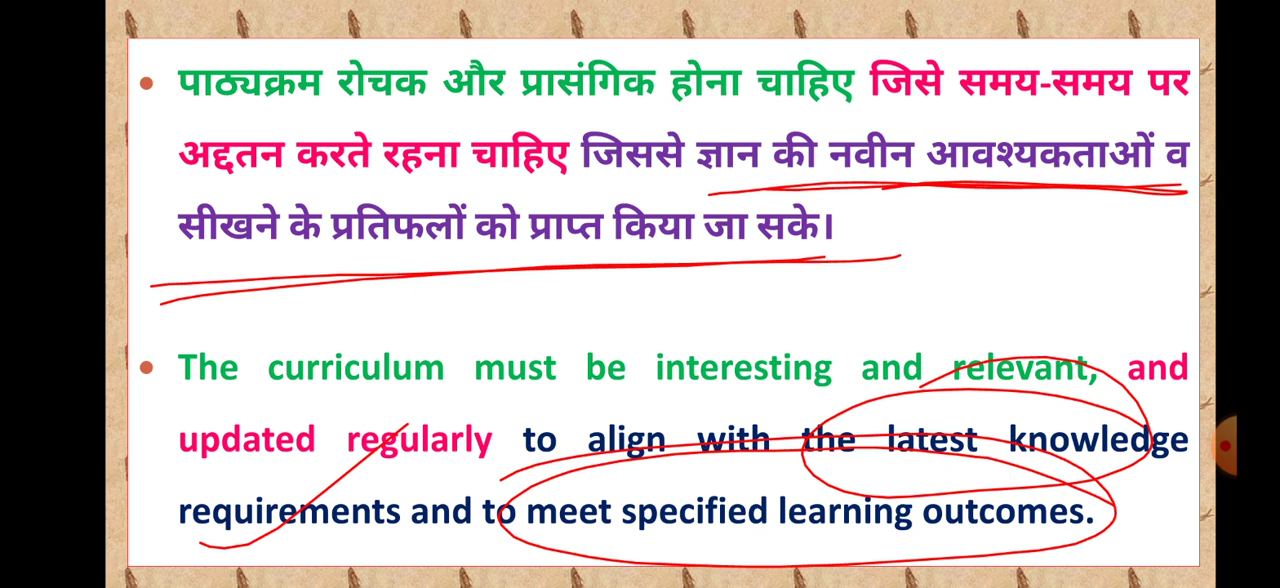 पाठ्यक्रम रोचक और प्रासंगिक होना चाहिए जिसे समय-समय पर
अद्दतन करते रहना चाहिए जिससे ज्ञान की नवीन आवश्यकताओं व
सीखने के प्रतिफलों को प्राप्त किया जा सके।
The curriculum must be interesting and relevant, and
updated regularly to align with the latest knowledge
requirements and to meet specified learning outcomes.